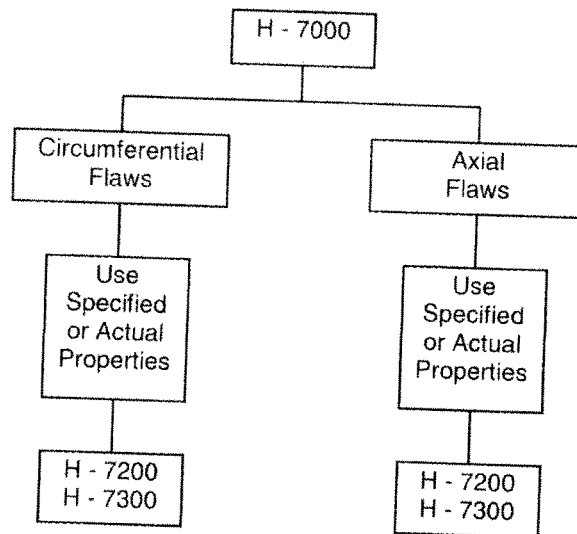 H - 7000
Circumferential
Flaws
Axial
Flaws
Use
Specified
or Actual
Properties
Use
Specified
or Actual
Properties
H - 7200
H - 7300
H - 7200
H - 7300